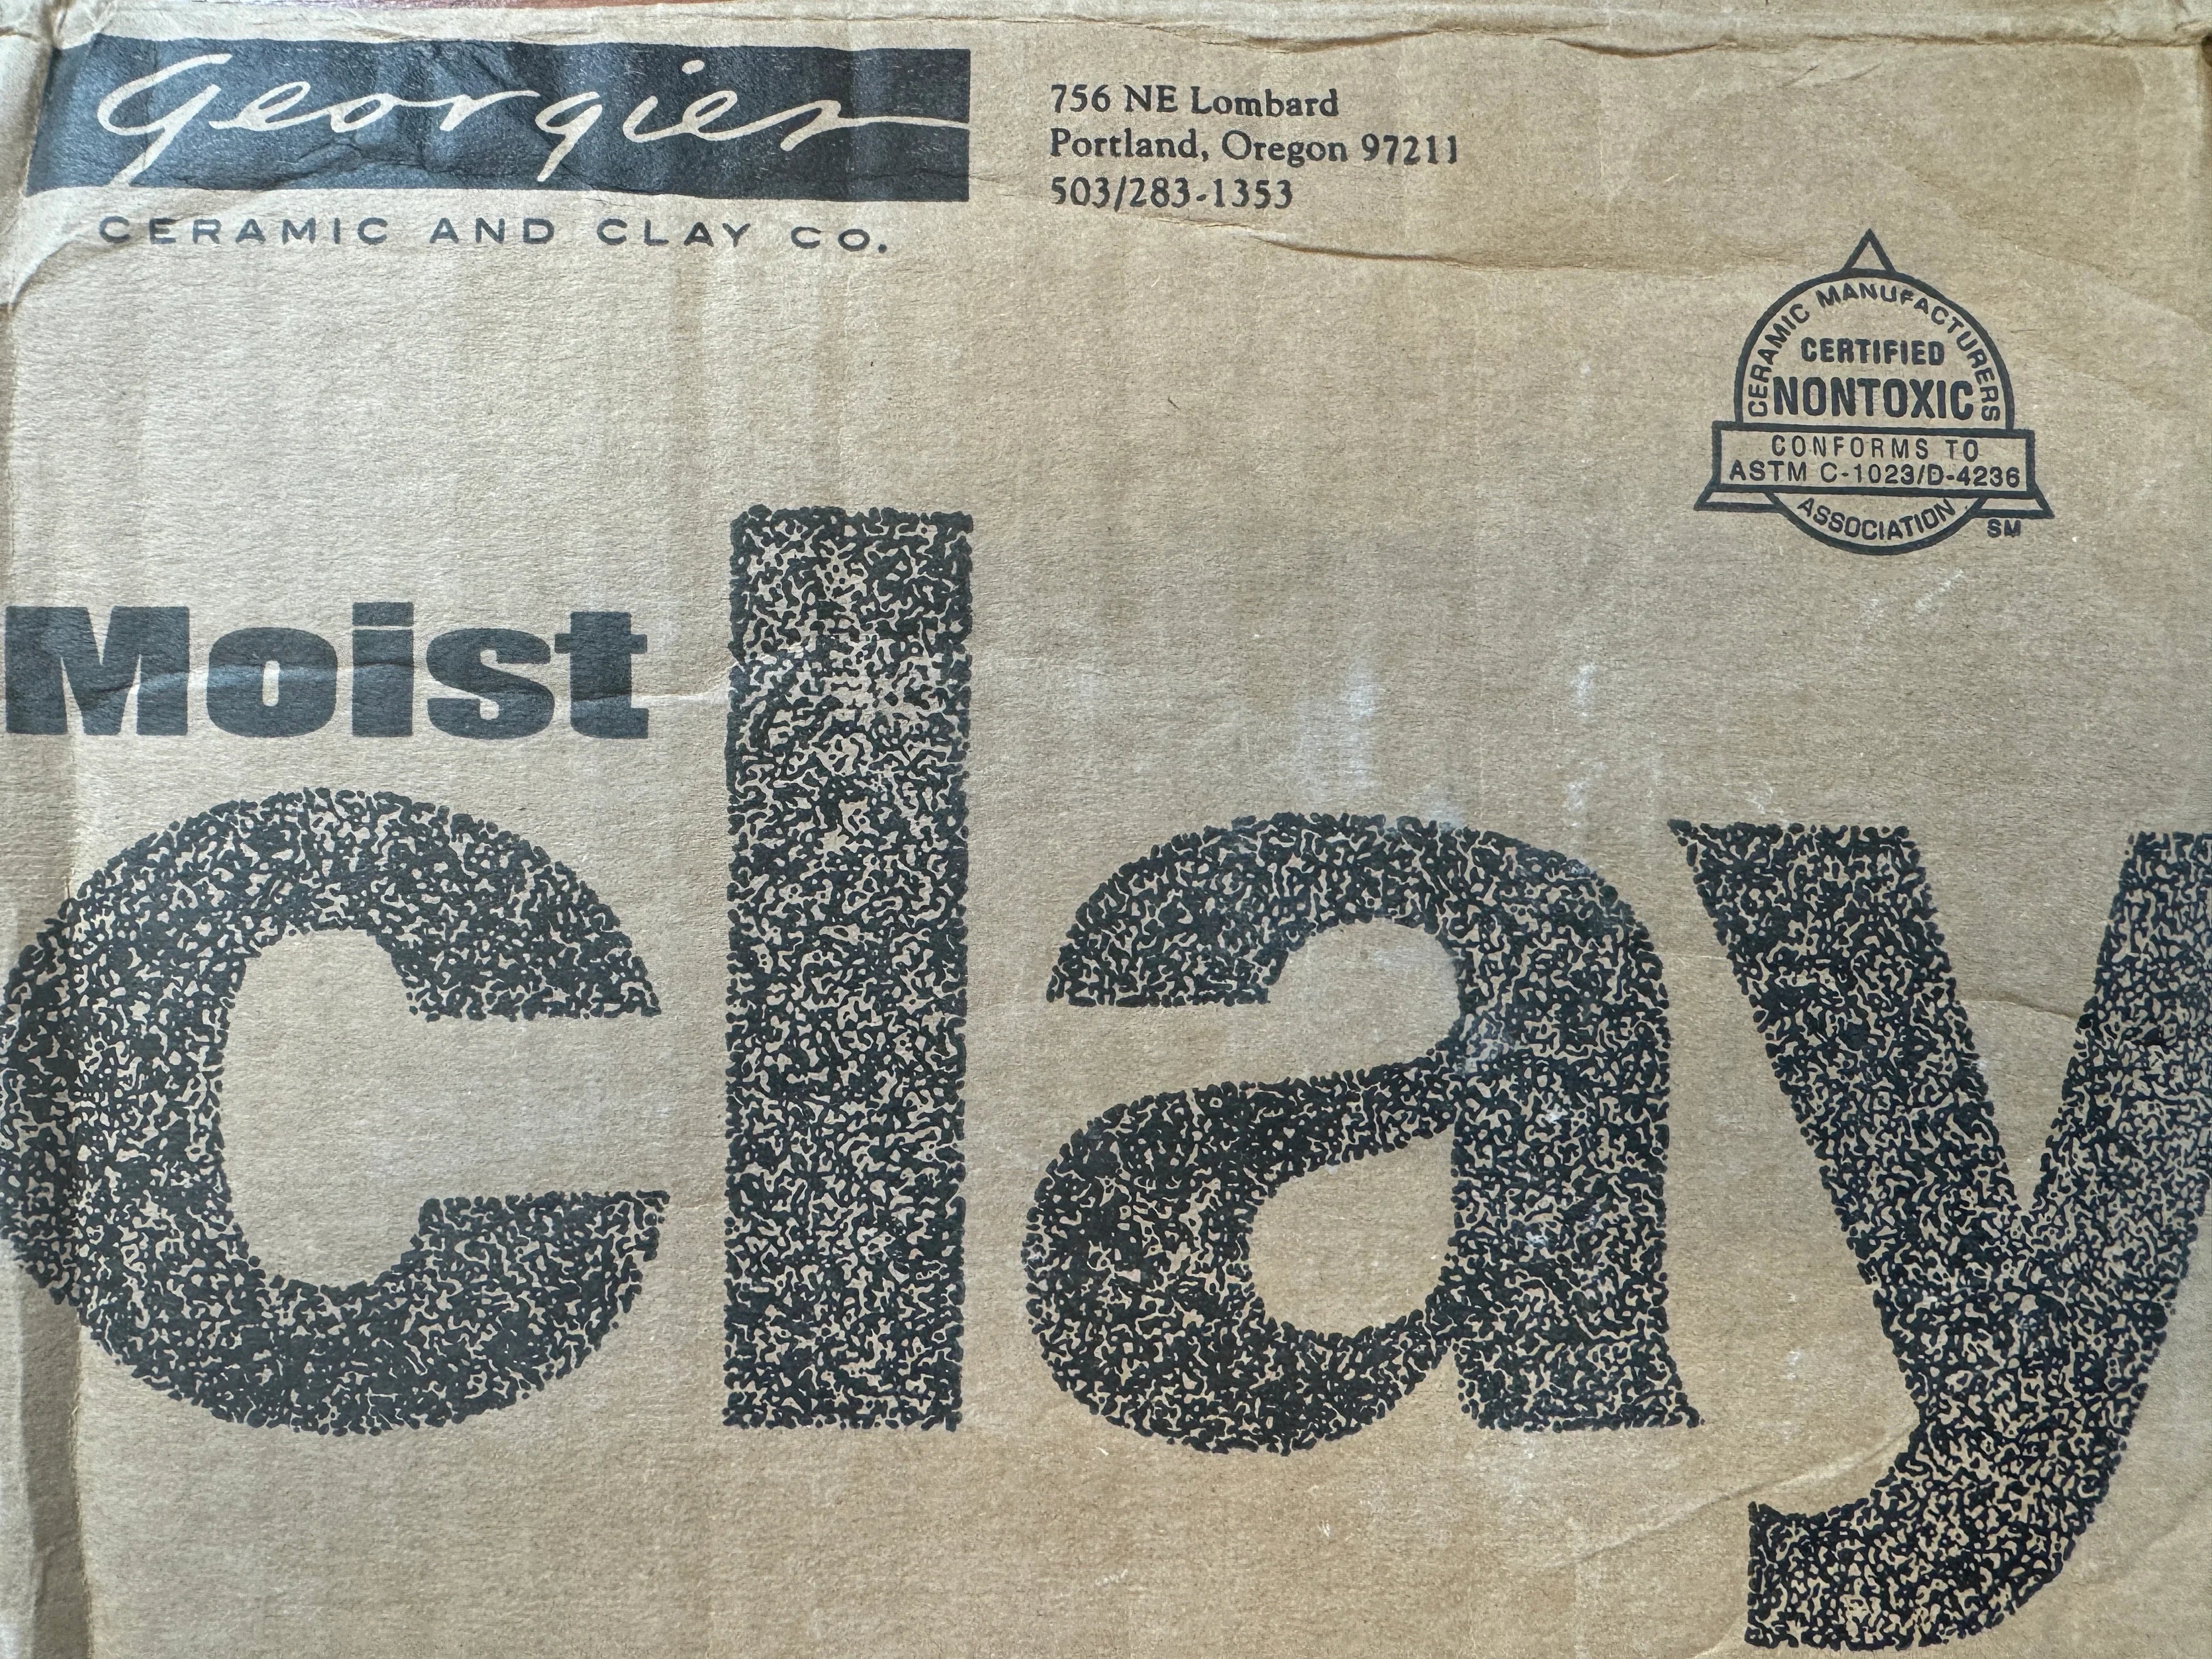 Georgies
CERAMIC AND CLAY CO.
756 NE Lombard
Portland, Oregon 97211
503/283-1353
CERAMIC MANUFACTURERS
CERTIFIED
NONTOXIC
CONFORMS TO
ASTM C-1023/D-4236
ASSOCIATION
SM
Moist
clay